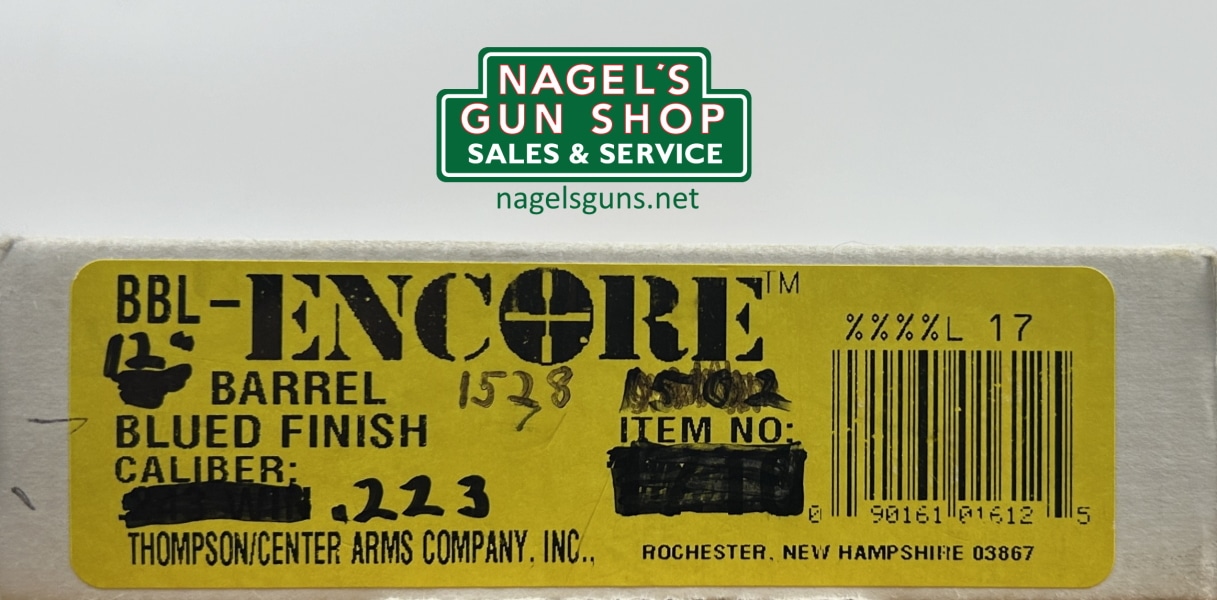 NAGEL'S
GUN SHOP
SALES & SERVICE
nagelsguns.net
BBL-ENCORE™
%%%%L 17
12"
BARREL
1528
BLUED FINISH
ITEM NO:
CALIBER:
.223
0 90161 01612 5
THOMPSON/CENTER ARMS COMPANY, INC., ROCHESTER, NEW HAMPSHIRE 03867